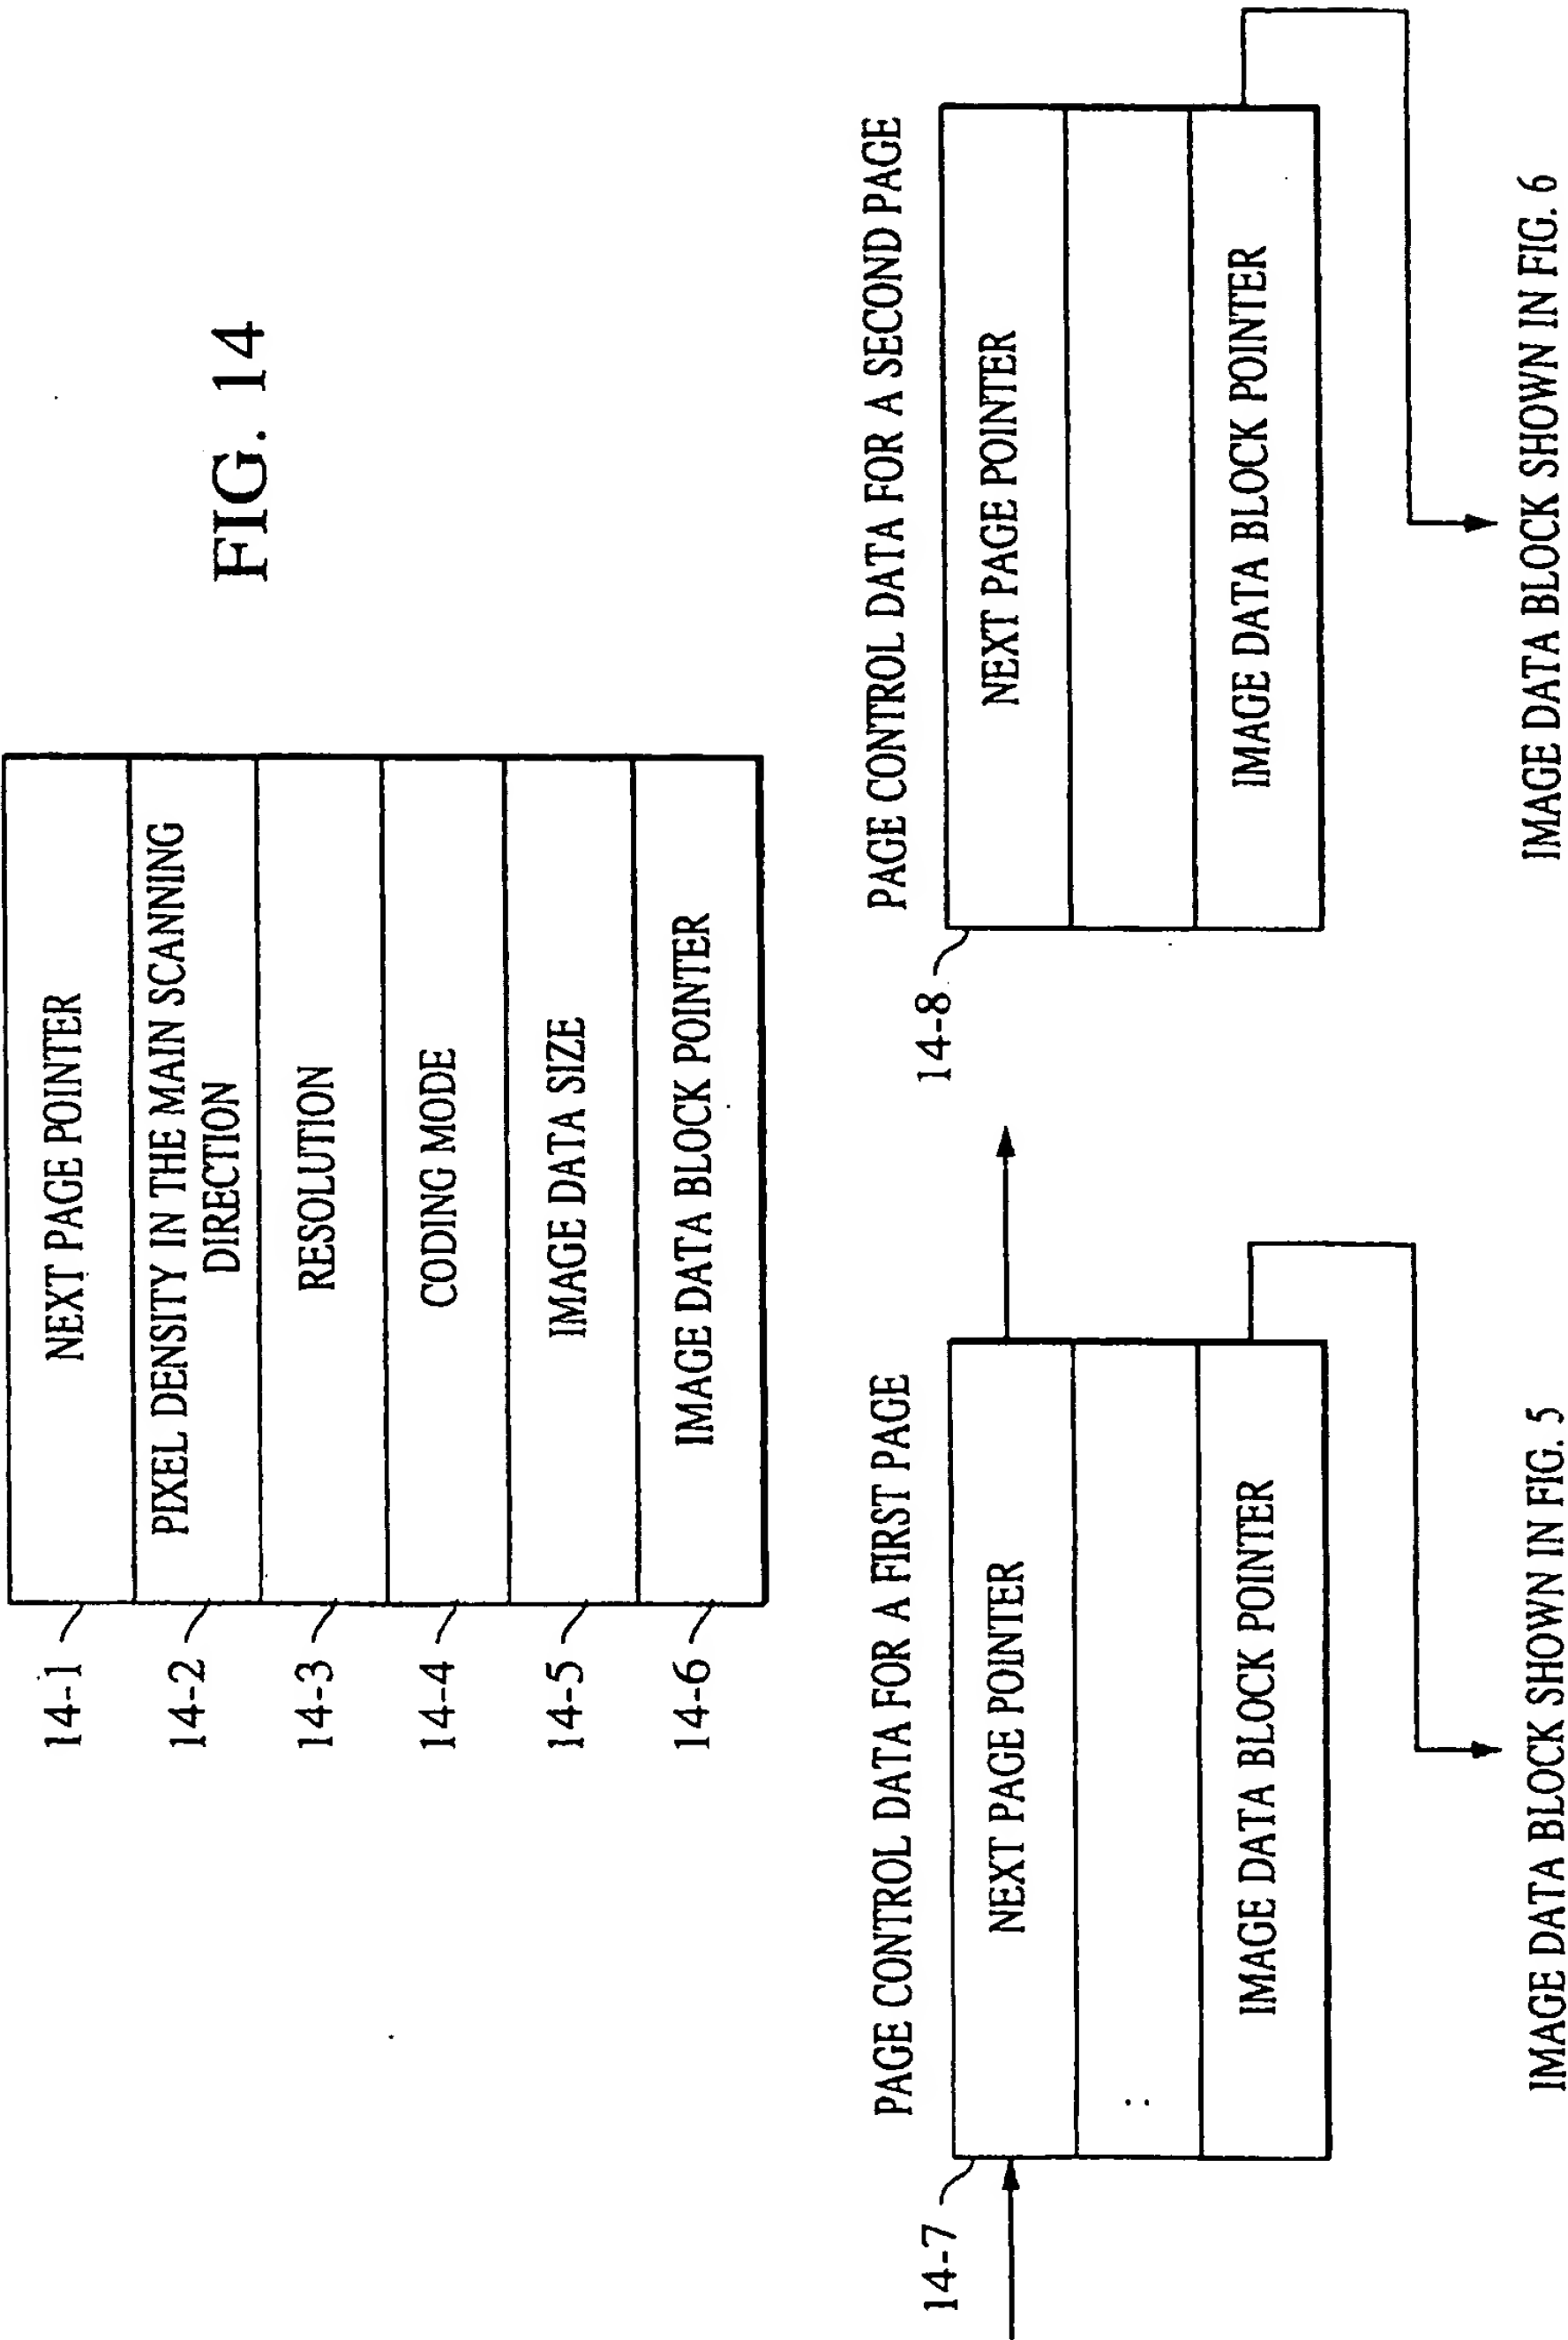 FIG. 14
14-1
NEXT PAGE POINTER
14-2
PIXEL DENSITY IN THE MAIN SCANNING
DIRECTION
14-3
RESOLUTION
14-4
CODING MODE
14-5
IMAGE DATA SIZE
14-6
IMAGE DATA BLOCK POINTER
PAGE CONTROL DATA FOR A FIRST PAGE
14-7
NEXT PAGE POINTER
:
IMAGE DATA BLOCK POINTER
IMAGE DATA BLOCK SHOWN IN FIG. 5
PAGE CONTROL DATA FOR A SECOND PAGE
14-8
NEXT PAGE POINTER
IMAGE DATA BLOCK POINTER
IMAGE DATA BLOCK SHOWN IN FIG. 6